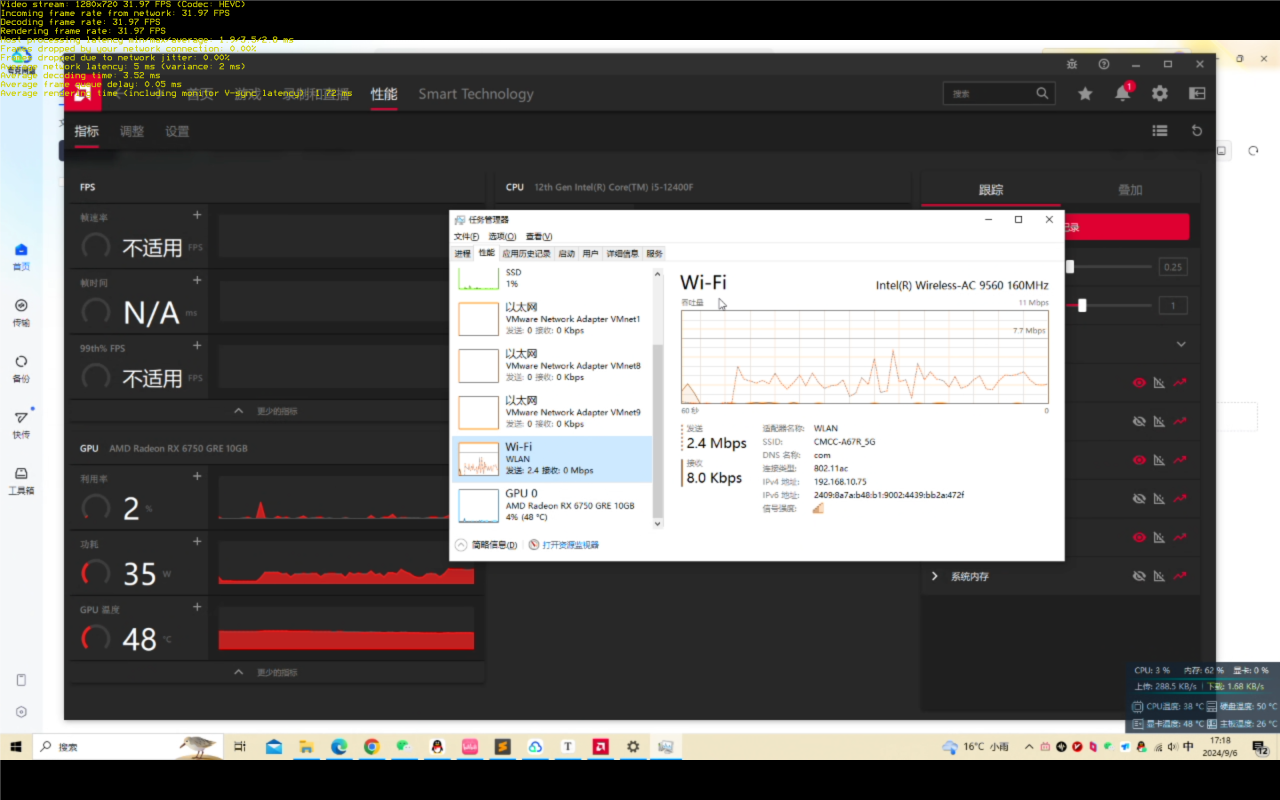 Video stream: 1280x720 31.97 FPS (Codec: HEVC)
Incoming frame rate from network: 31.97 FPS
Decoding frame rate: 31.97 FPS
Rendering frame rate: 31.97 FPS
Host processing latency min/max/average: 1.9/3.5/2.8 ms
Frames dropped by your network connection: 0.00%
Frames dropped due to network jitter: 0.00%
Average network latency: 5 ms (variance: 2 ms)
Average decoding time: 3.52 ms
Average frame queue delay: 0.05 ms
Average rendering time (including monitor V-sync latency): 1.72 ms
首页
游戏
录制和直播
性能
Smart Technology
搜索
1
指标
调整
设置
FPS
帧速率
不适用 FPS
帧时间
N/A ms
99th% FPS
不适用 FPS
更少的指标
GPU AMD Radeon RX 6750 GRE 10GB
利用率
2 %
功耗
35 W
GPU 温度
48 °C
更少的指标
CPU 12th Gen Intel(R) Core(TM) i5-12400F
跟踪
叠加
记录
0.25
1
系统内存
任务管理器
文件(F) 选项(O) 查看(V)
进程 性能 应用历史记录 启动 用户 详细信息 服务
SSD
1%
以太网
VMware Network Adapter VMnet1
发送: 0 接收: 0 Kbps
以太网
VMware Network Adapter VMnet8
发送: 0 接收: 0 Kbps
以太网
VMware Network Adapter VMnet9
发送: 0 接收: 0 Kbps
Wi-Fi
WLAN
发送: 2.4 接收: 0 Mbps
GPU 0
AMD Radeon RX 6750 GRE 10GB
4% (48 °C)
Wi-Fi
Intel(R) Wireless-AC 9560 160MHz
吞吐量
11 Mbps
7.7 Mbps
60 秒
0
发送
2.4 Mbps
接收
8.0 Kbps
适配器名称: WLAN
SSID: CMCC-A67R_5G
DNS 名称: com
连接类型: 802.11ac
IPv4 地址: 192.168.10.75
IPv6 地址: 2409:8a7a:b48:b1:9002:4439:bb2a:472f
信号强度:
简略信息(D)
打开资源监视器
首页
传输
备份
快传
工具箱
CPU: 3 % 内存: 62 % 显卡: 0 %
上传: 288.5 KB/s 下载: 1.68 KB/s
CPU温度: 38 °C 硬盘温度: 50 °C
显卡温度: 48 °C 主板温度: 26 °C
搜索
T
16°C 小雨
中
17:18
2024/9/6
12